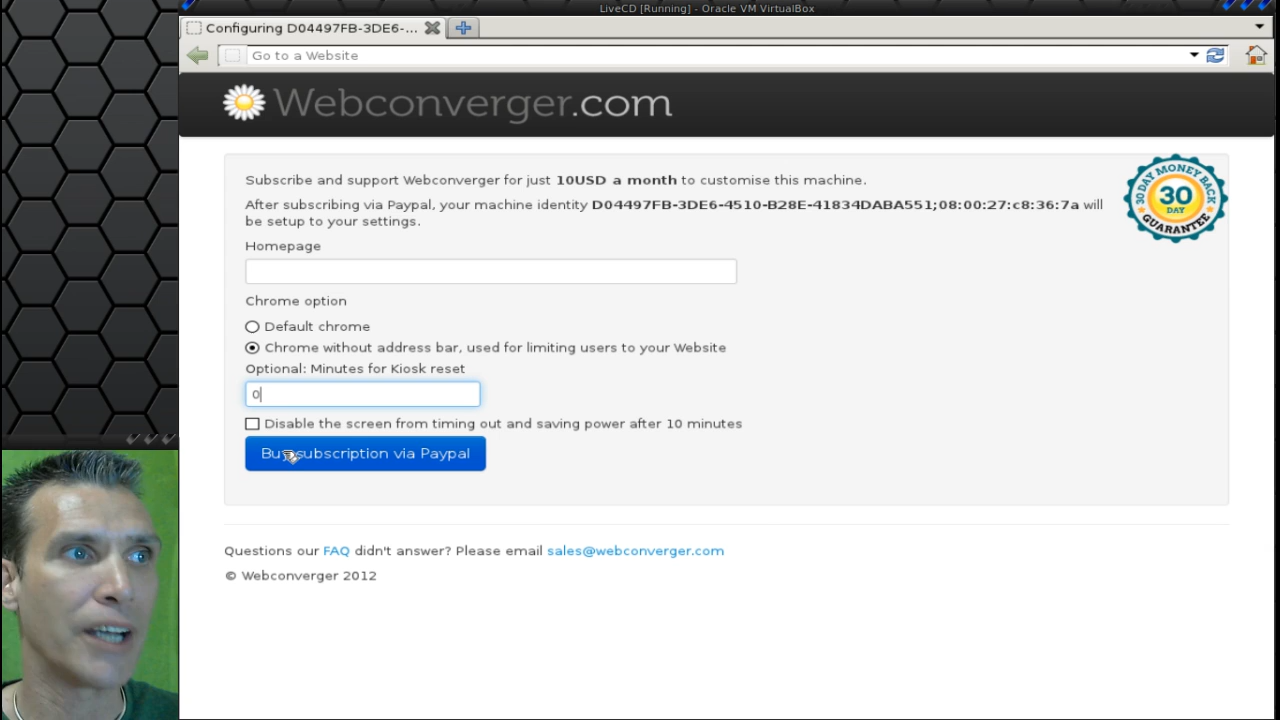 LiveCD [Running] - Oracle VM VirtualBox
Configuring D04497FB-3DE6-...
Go to a Website
Webconverger.com
Subscribe and support Webconverger for just 10USD a month to customise this machine.
After subscribing via Paypal, your machine identity D04497FB-3DE6-4510-B28E-41834DABA551;08:00:27:c8:36:7a will
be setup to your settings.
30 DAY MONEY BACK
30
DAY
GUARANTEE
Homepage
Chrome option
Default chrome
Chrome without address bar, used for limiting users to your Website
Optional: Minutes for Kiosk reset
0
Disable the screen from timing out and saving power after 10 minutes
Buy subscription via Paypal
Questions our FAQ didn't answer? Please email sales@webconverger.com
© Webconverger 2012